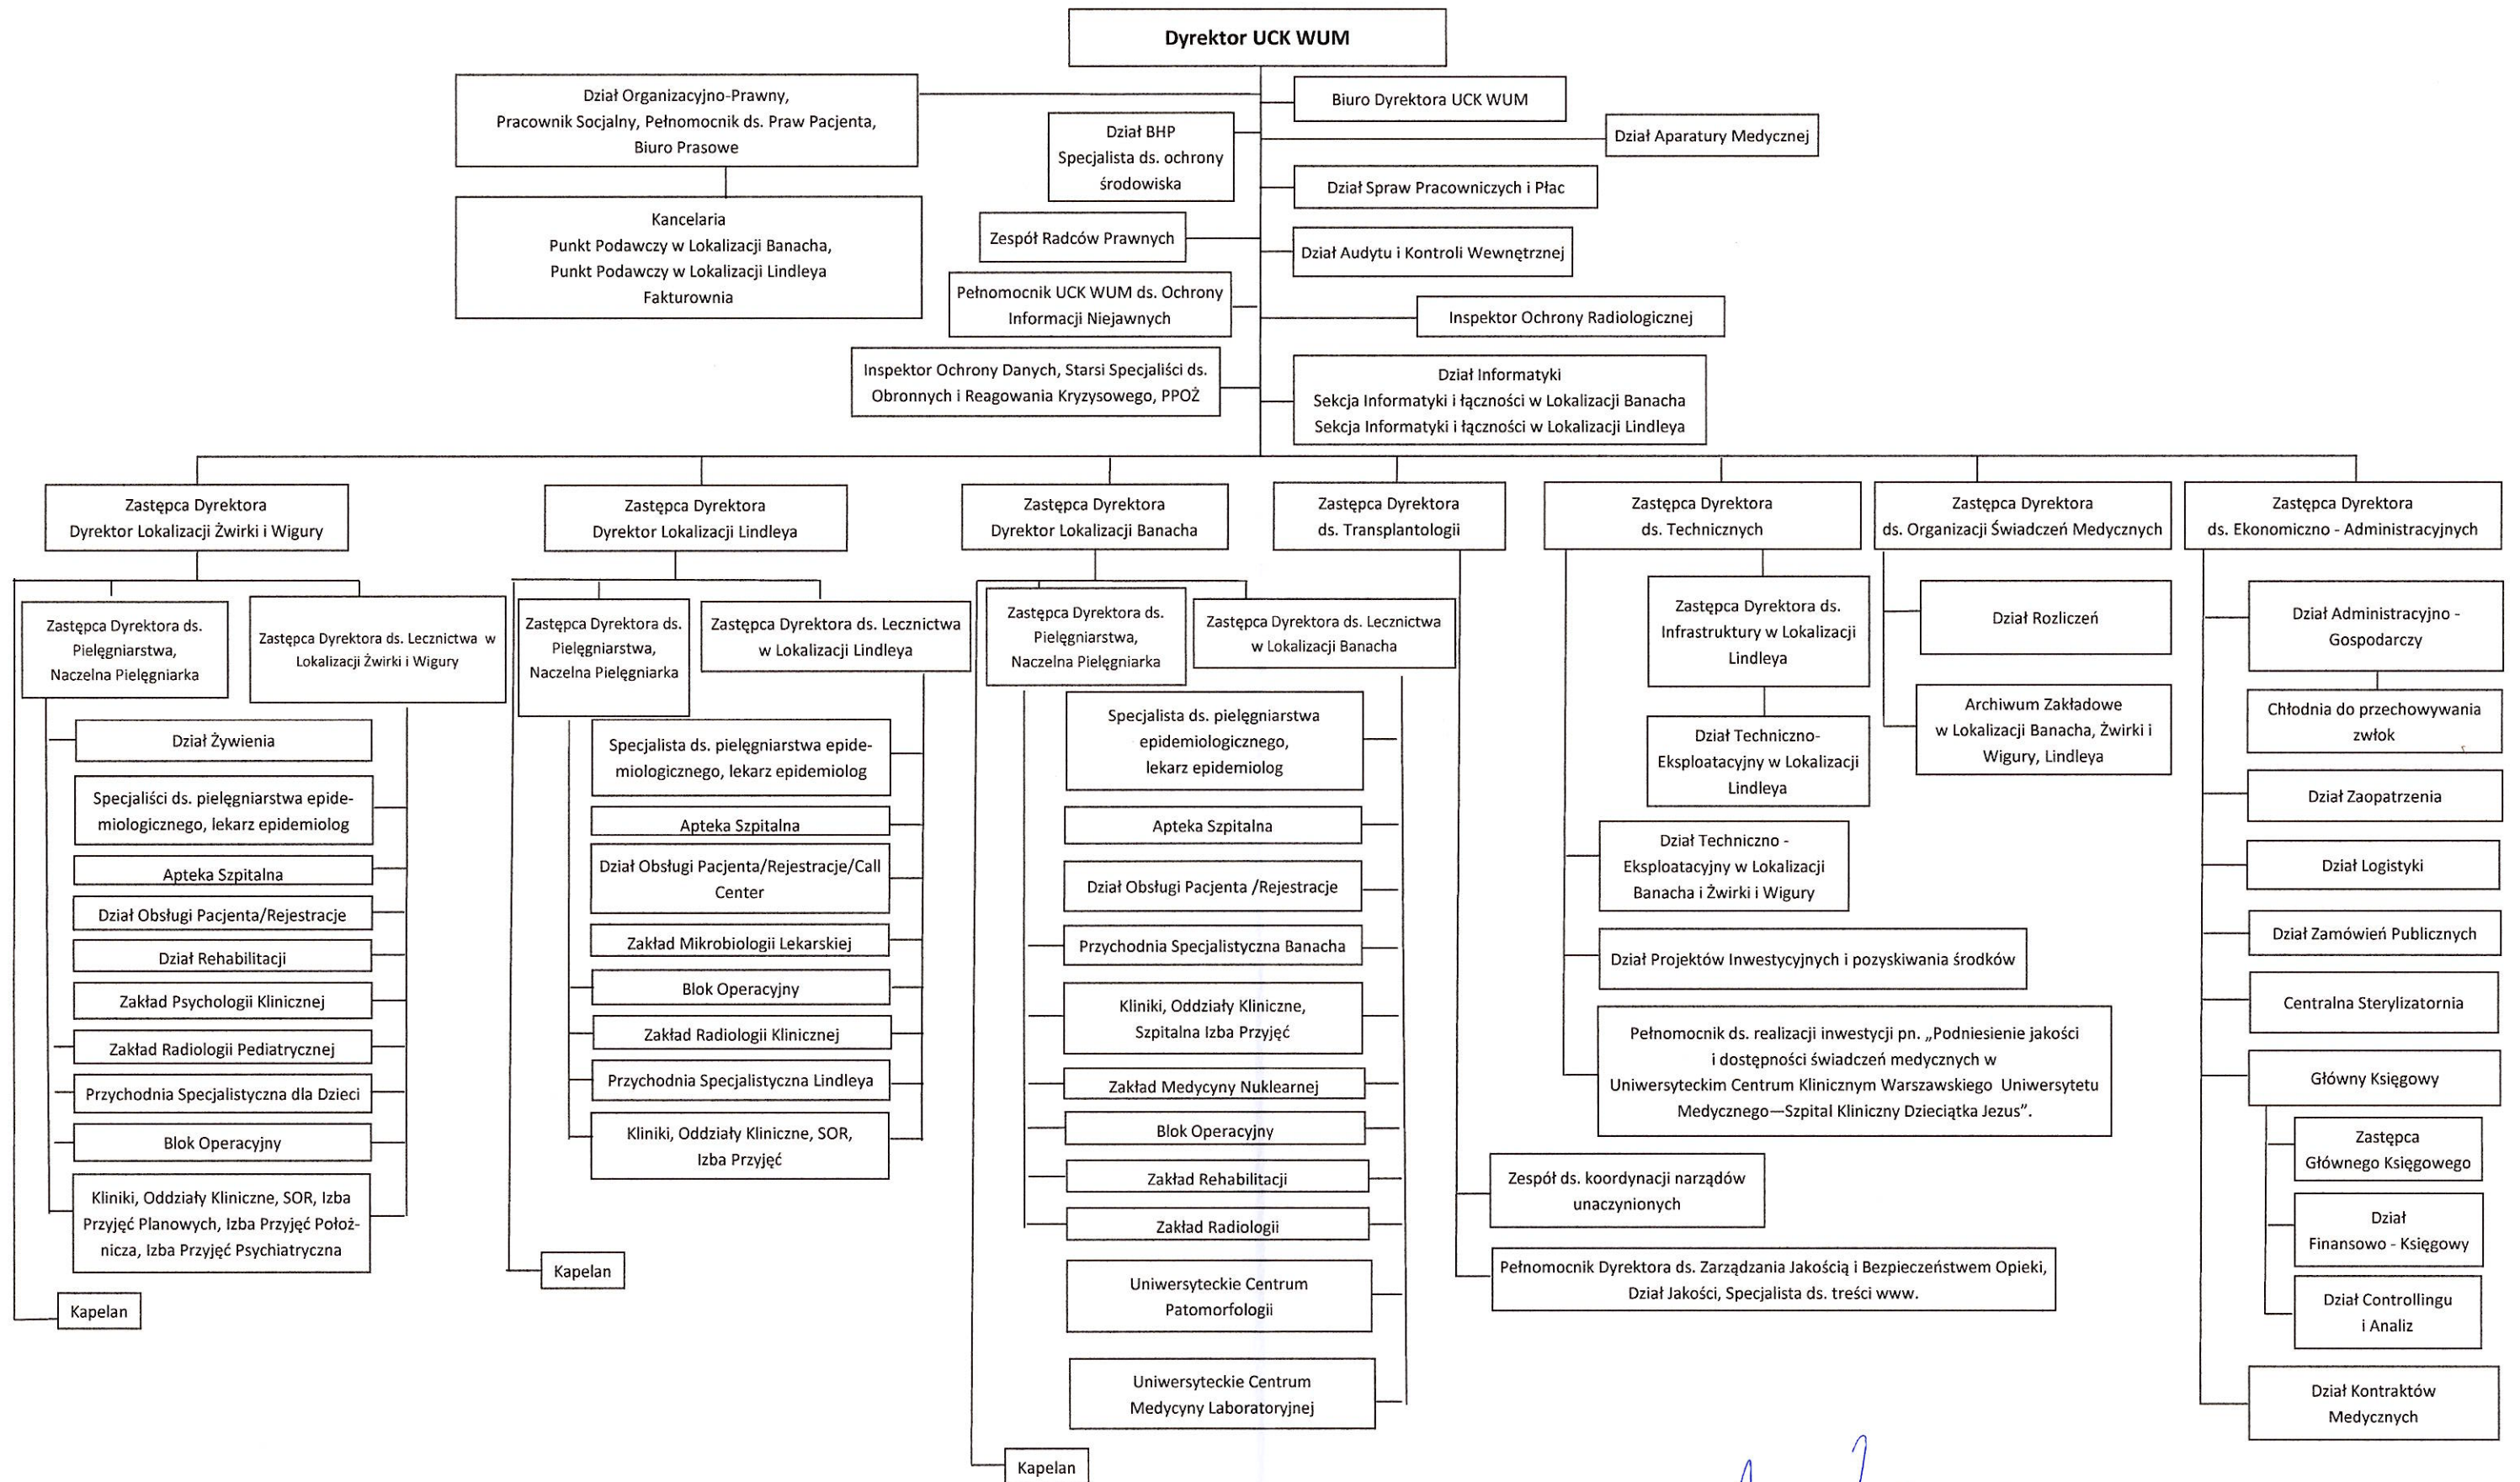 Dyrektor UCK WUM
Dział Organizacyjno-Prawny,
Pracownik Socjalny, Pełnomocnik ds. Praw Pacjenta,
Biuro Prasowe
Biuro Dyrektora UCK WUM
Dział BHP
Specjalista ds. ochrony
środowiska
Dział Aparatury Medycznej
Dział Spraw Pracowniczych i Płac
Kancelaria
Punkt Podawczy w Lokalizacji Banacha,
Punkt Podawczy w Lokalizacji Lindleya
Fakturownia
Zespół Radców Prawnych
Dział Audytu i Kontroli Wewnętrznej
Pełnomocnik UCK WUM ds. Ochrony
Informacji Niejawnych
Inspektor Ochrony Radiologicznej
Inspektor Ochrony Danych, Starsi Specjaliści ds.
Obronnych i Reagowania Kryzysowego, PPOŻ
Dział Informatyki
Sekcja Informatyki i łączności w Lokalizacji Banacha
Sekcja Informatyki i łączności w Lokalizacji Lindleya
Zastępca Dyrektora
Dyrektor Lokalizacji Żwirki i Wigury
Zastępca Dyrektora
Dyrektor Lokalizacji Lindleya
Zastępca Dyrektora
Dyrektor Lokalizacji Banacha
Zastępca Dyrektora
ds. Transplantologii
Zastępca Dyrektora
ds. Technicznych
Zastępca Dyrektora
ds. Organizacji Świadczeń Medycznych
Zastępca Dyrektora
ds. Ekonomiczno - Administracyjnych
Zastępca Dyrektora ds.
Pielęgniarstwa,
Naczelna Pielęgniarka
Zastępca Dyrektora ds. Lecznictwa w
Lokalizacji Żwirki i Wigury
Dział Żywienia
Specjaliści ds. pielęgniarstwa epide-
miologicznego, lekarz epidemiolog
Apteka Szpitalna
Dział Obsługi Pacjenta/Rejestracje
Dział Rehabilitacji
Zakład Psychologii Klinicznej
Zakład Radiologii Pediatrycznej
Przychodnia Specjalistyczna dla Dzieci
Blok Operacyjny
Kliniki, Oddziały Kliniczne, SOR, Izba
Przyjęć Planowych, Izba Przyjęć Położ-
nicza, Izba Przyjęć Psychiatryczna
Kapelan
Zastępca Dyrektora ds.
Pielęgniarstwa,
Naczelna Pielęgniarka
Zastępca Dyrektora ds. Lecznictwa
w Lokalizacji Lindleya
Specjalista ds. pielęgniarstwa epide-
miologicznego, lekarz epidemiolog
Apteka Szpitalna
Dział Obsługi Pacjenta/Rejestracje/Call
Center
Zakład Mikrobiologii Lekarskiej
Blok Operacyjny
Zakład Radiologii Klinicznej
Przychodnia Specjalistyczna Lindleya
Kliniki, Oddziały Kliniczne, SOR,
Izba Przyjęć
Kapelan
Zastępca Dyrektora ds.
Pielęgniarstwa,
Naczelna Pielęgniarka
Zastępca Dyrektora ds. Lecznictwa
w Lokalizacji Banacha
Specjalista ds. pielęgniarstwa
epidemiologicznego,
lekarz epidemiolog
Apteka Szpitalna
Dział Obsługi Pacjenta /Rejestracje
Przychodnia Specjalistyczna Banacha
Kliniki, Oddziały Kliniczne,
Szpitalna Izba Przyjęć
Zakład Medycyny Nuklearnej
Blok Operacyjny
Zakład Rehabilitacji
Zakład Radiologii
Uniwersyteckie Centrum
Patomorfologii
Uniwersyteckie Centrum
Medycyny Laboratoryjnej
Kapelan
Zespół ds. koordynacji narządów
unaczynionych
Pełnomocnik Dyrektora ds. Zarządzania Jakością i Bezpieczeństwem Opieki,
Dział Jakości, Specjalista ds. treści www.
Zastępca Dyrektora ds.
Infrastruktury w Lokalizacji
Lindleya
Dział Techniczno-
Eksploatacyjny w Lokalizacji
Lindleya
Dział Techniczno -
Eksploatacyjny w Lokalizacji
Banacha i Żwirki i Wigury
Dział Projektów Inwestycyjnych i pozyskiwania środków
Pełnomocnik ds. realizacji inwestycji pn. „Podniesienie jakości
i dostępności świadczeń medycznych w
Uniwersyteckim Centrum Klinicznym Warszawskiego Uniwersytetu
Medycznego—Szpital Kliniczny Dzieciątka Jezus”.
Dział Rozliczeń
Archiwum Zakładowe
w Lokalizacji Banacha, Żwirki i
Wigury, Lindleya
Dział Administracyjno -
Gospodarczy
Chłodnia do przechowywania
zwłok
Dział Zaopatrzenia
Dział Logistyki
Dział Zamówień Publicznych
Centralna Sterylizatornia
Główny Księgowy
Zastępca
Głównego Księgowego
Dział
Finansowo - Księgowy
Dział Controllingu
i Analiz
Dział Kontraktów
Medycznych